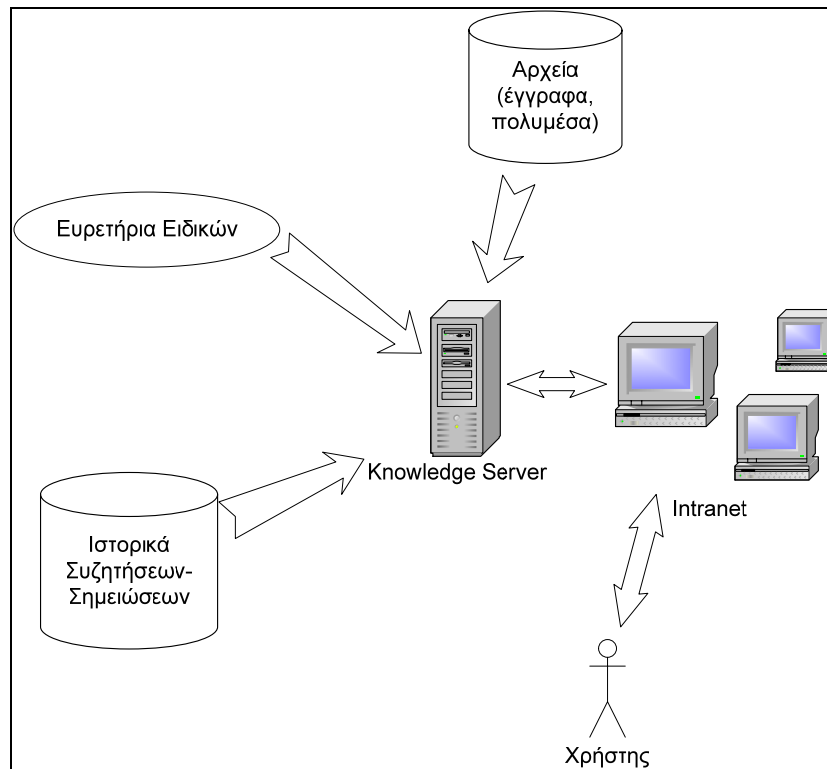 Αρχεία
(έγγραφα,
πολυμέσα)
Ευρετήρια Ειδικών
Knowledge Server
Intranet
Ιστορικά
Συζητήσεων-
Σημειώσεων
Χρήστης